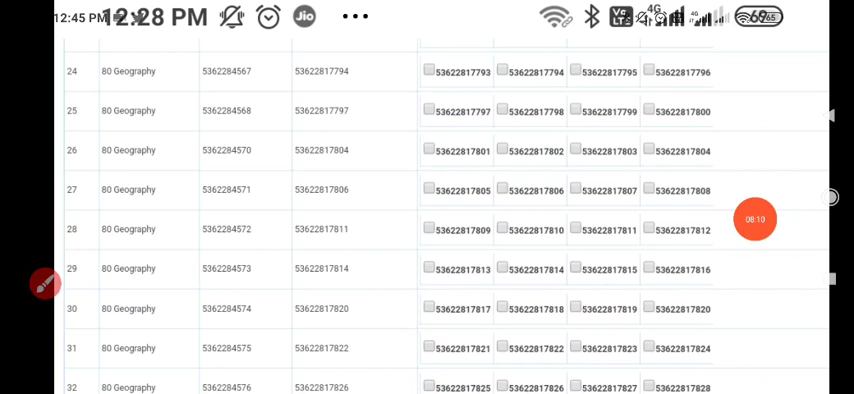 12:45 PM 12:28 PM Jio 4G
24 80 Geography 5362284567 53622817794 53622817793 53622817794 53622817795 53622817796
25 80 Geography 5362284568 53622817797 53622817797 53622817798 53622817799 53622817800
26 80 Geography 5362284570 53622817804 53622817801 53622817802 53622817803 53622817804
27 80 Geography 5362284571 53622817806 53622817805 53622817806 53622817807 53622817808
08:10
28 80 Geography 5362284572 53622817811 53622817809 53622817810 53622817811 53622817812
29 80 Geography 5362284573 53622817814 53622817813 53622817814 53622817815 53622817816
30 80 Geography 5362284574 53622817820 53622817817 53622817818 53622817819 53622817820
31 80 Geography 5362284575 53622817822 53622817821 53622817822 53622817823 53622817824
32 80 Geography 5362284576 53622817826 53622817825 53622817826 53622817827 53622817828